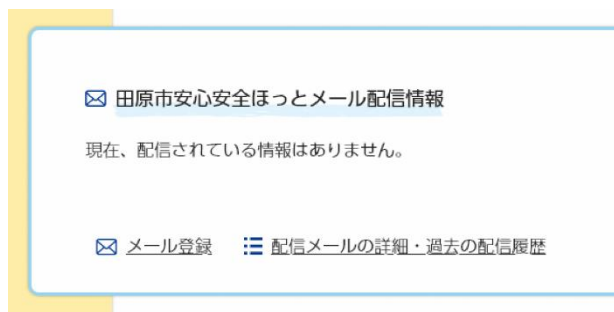 田原市安心安全ほっとメール配信情報
現在、配信されている情報はありません。
メール登録 配信メールの詳細・過去の配信履歴